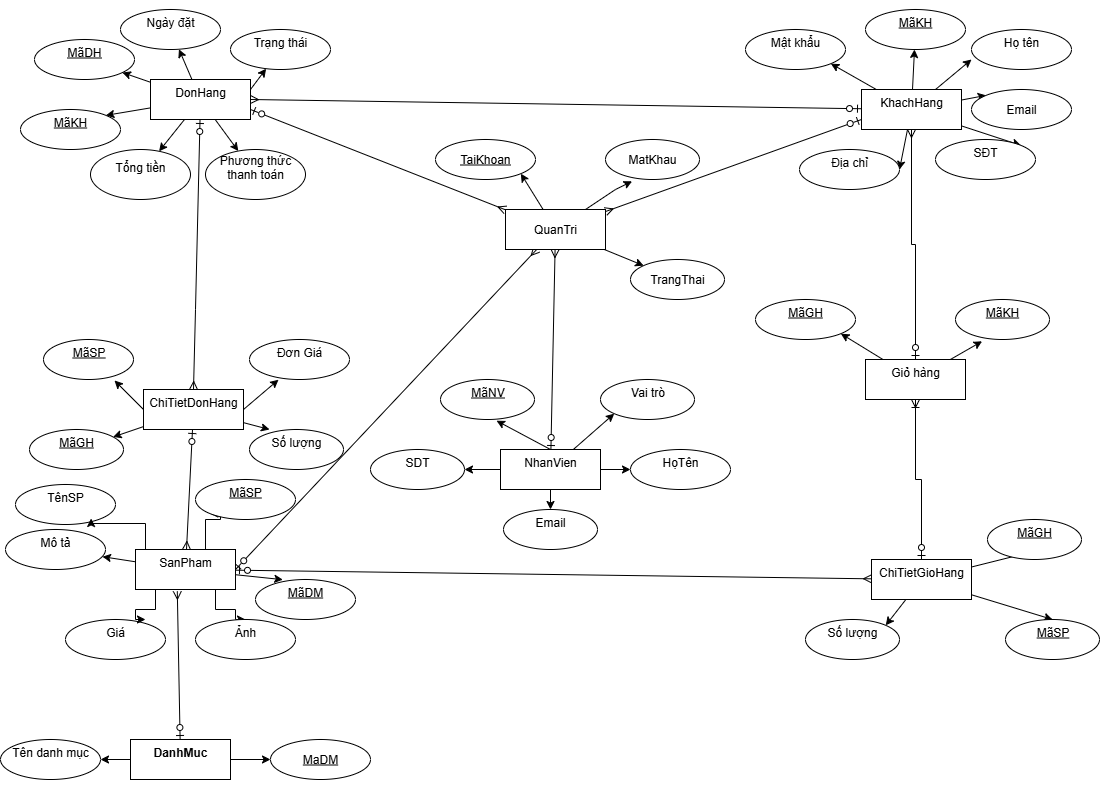 Ngày đặt
MãKH
Trạng thái
Mật khẩu
Họ tên
MãDH
DonHang
KhachHang
Email
MãKH
Tổng tiền
Phương thức
thanh toán
TaiKhoan
MatKhau
Địa chỉ
SĐT
QuanTri
TrangThai
MãGH
MãKH
MãSP
Đơn Giá
Giỏ hàng
ChiTietDonHang
MãNV
Vai trò
MãGH
Số lượng
SDT
NhanVien
HọTên
TênSP
MãSP
Email
MãGH
Mô tả
SanPham
ChiTietGioHang
MãDM
Giá
Ảnh
Số lượng
MãSP
Tên danh mục
DanhMuc
MaDM